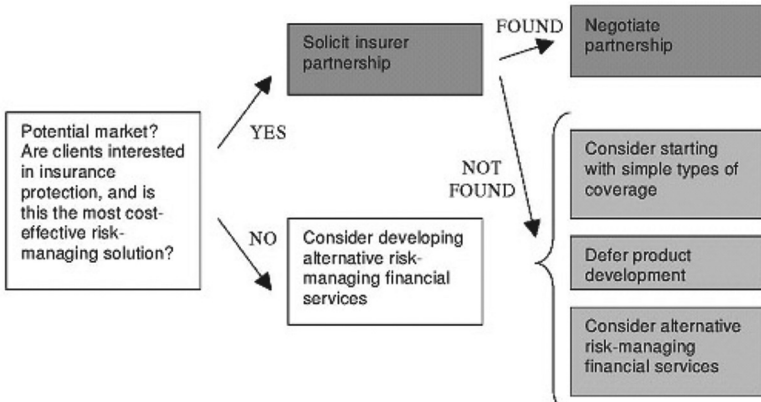 Potential market?
Are clients interested
in insurance
protection, and is
this the most cost-
effective risk-
managing solution?
YES
NO
Solicit insurer
partnership
Consider developing
alternative risk-
managing financial
services
FOUND
NOT
FOUND
Negotiate
partnership
Consider starting
with simple types of
coverage
Defer product
development
Consider alternative
risk-managing
financial services